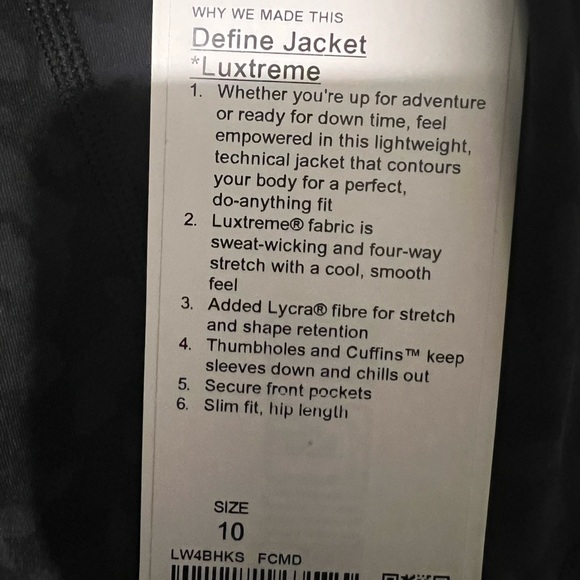 WHY WE MADE THIS
Define Jacket
*Luxtreme
1. Whether you're up for adventure
or ready for down time, feel
empowered in this lightweight,
technical jacket that contours
your body for a perfect,
do-anything fit
2. Luxtreme® fabric is
sweat-wicking and four-way
stretch with a cool, smooth
feel
3. Added Lycra® fibre for stretch
and shape retention
4. Thumbholes and Cuffins™ keep
sleeves down and chills out
5. Secure front pockets
6. Slim fit, hip length
SIZE
10
LW4BHKS FCMD